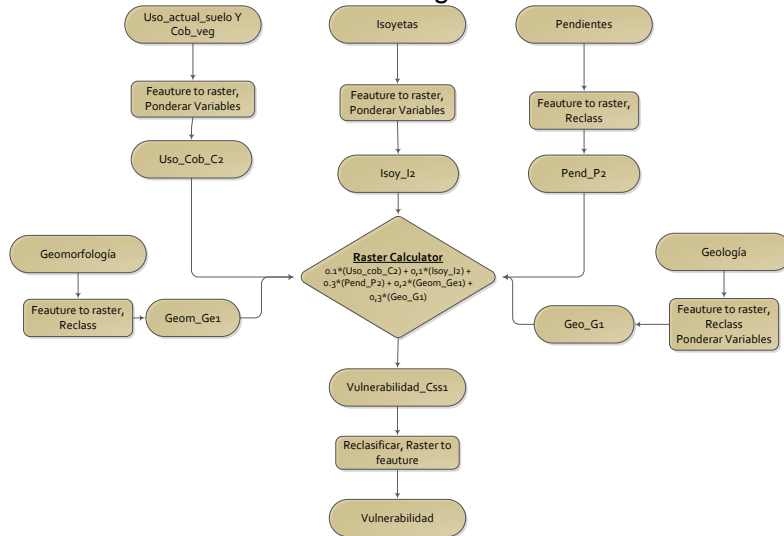 Uso_actual_suelo Y
Cob_veg
Isoyetas
Pendientes
Feauture to raster,
Ponderar Variables
Feauture to raster,
Ponderar Variables
Feauture to raster,
Reclass
Uso_Cob_C2
Isoy_I2
Pend_P2
Geomorfología
Raster Calculator
0.1*(Uso_cob_C2) + 0,1*(Isoy_I2) +
0.3*(Pend_P2) + 0,2*(Geom_Ge1) +
0,3*(Geo_G1)
Geología
Feauture to raster,
Reclass
Geom_Ge1
Geo_G1
Feauture to raster,
Reclass
Ponderar Variables
Vulnerabilidad_Css1
Reclasificar, Raster to
feauture
Vulnerabilidad